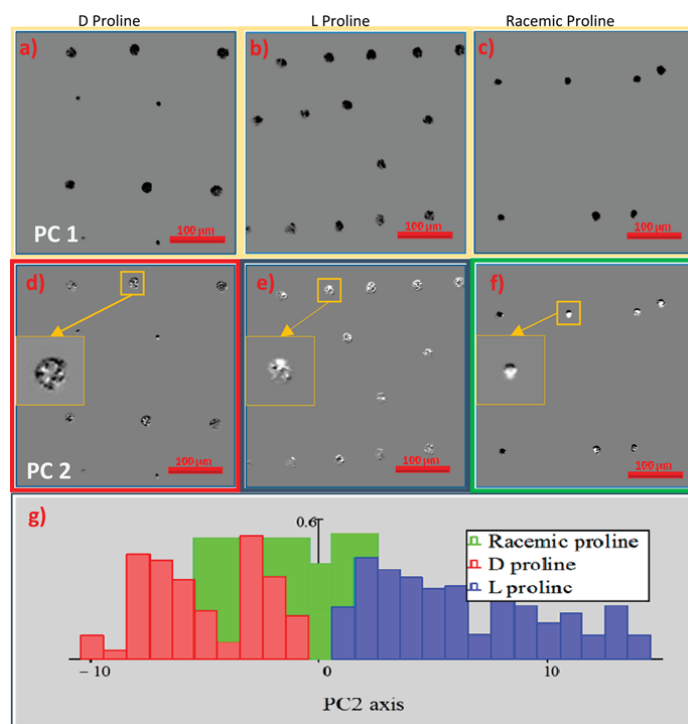 D Proline L Proline Racemic Proline
a) b) c)
100 µm 100 µm 100 µm
PC 1
d) e) f)
PC 2
100 µm 100 µm 100 µm
g)
0.6
Racemic proline
D proline
L proline
− 10 0 10
PC2 axis